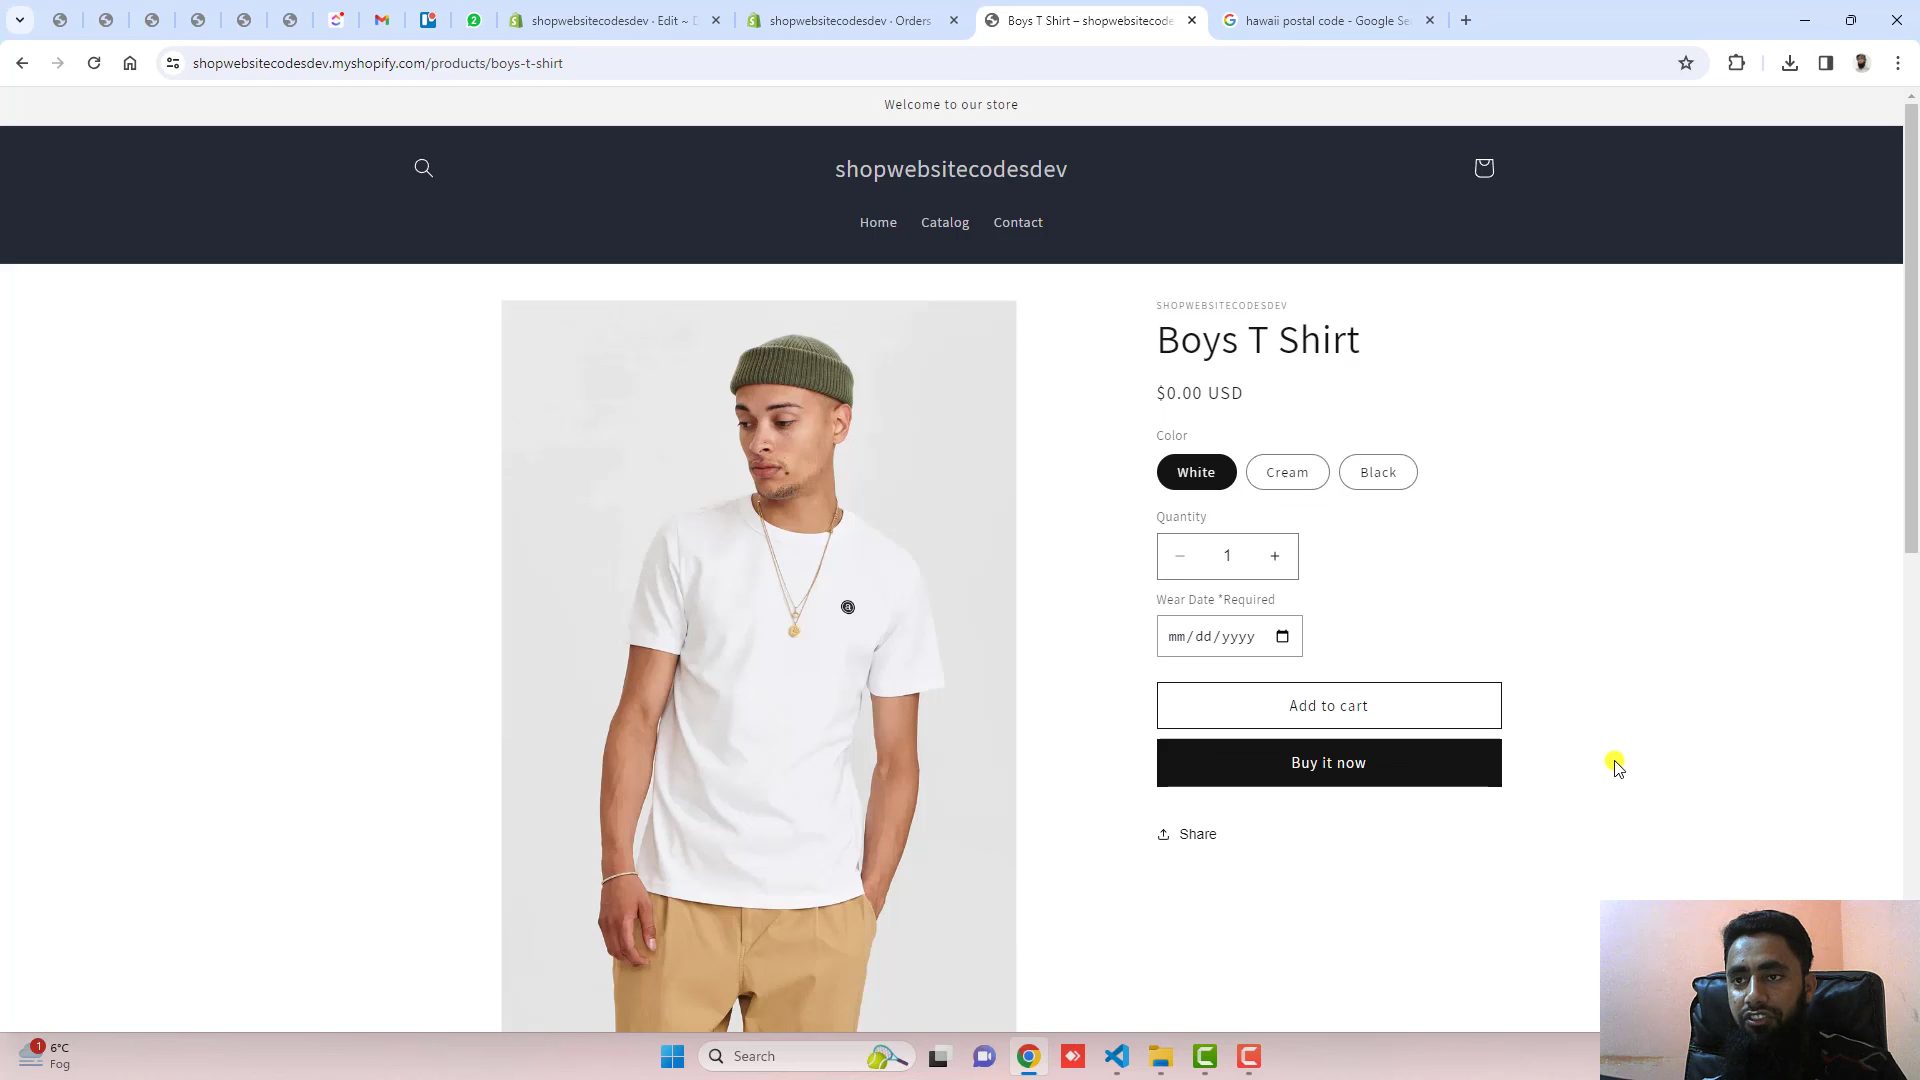 shopwebsitecodesdev · Edit ~ D
shopwebsitecodesdev · Orders
Boys T Shirt – shopwebsitecode
hawaii postal code - Google Se
2
shopwebsitecodesdev.myshopify.com/products/boys-t-shirt
Welcome to our store
shopwebsitecodesdev
Home Catalog Contact
SHOPWEBSITECODESDEV
Boys T Shirt
$0.00 USD
Color
White Cream Black
Quantity
1
Wear Date *Required
mm/dd/yyyy
Add to cart
Buy it now
Share
a
1
6°C
Fog
Search